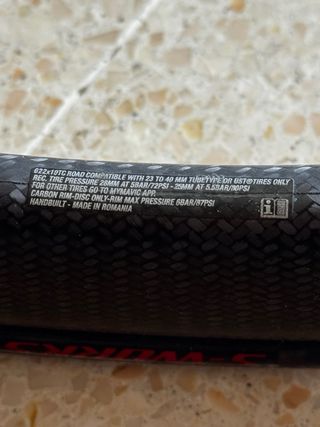 622x19TC ROAD COMPATIBLE WITH 23 TO 40 MM TUBETYPE OR UST®TIRES ONLY
REC. TIRE PRESSURE 28MM AT 5BAR/72PSI - 25MM AT 5.5BAR/80PSI
FOR OTHER TIRES GO TO MYMAVIC APP.
CARBON RIM-DISC ONLY-RIM MAX PRESSURE 6BAR/87PSI
HANDBUILT - MADE IN ROMANIA
S-WORKS